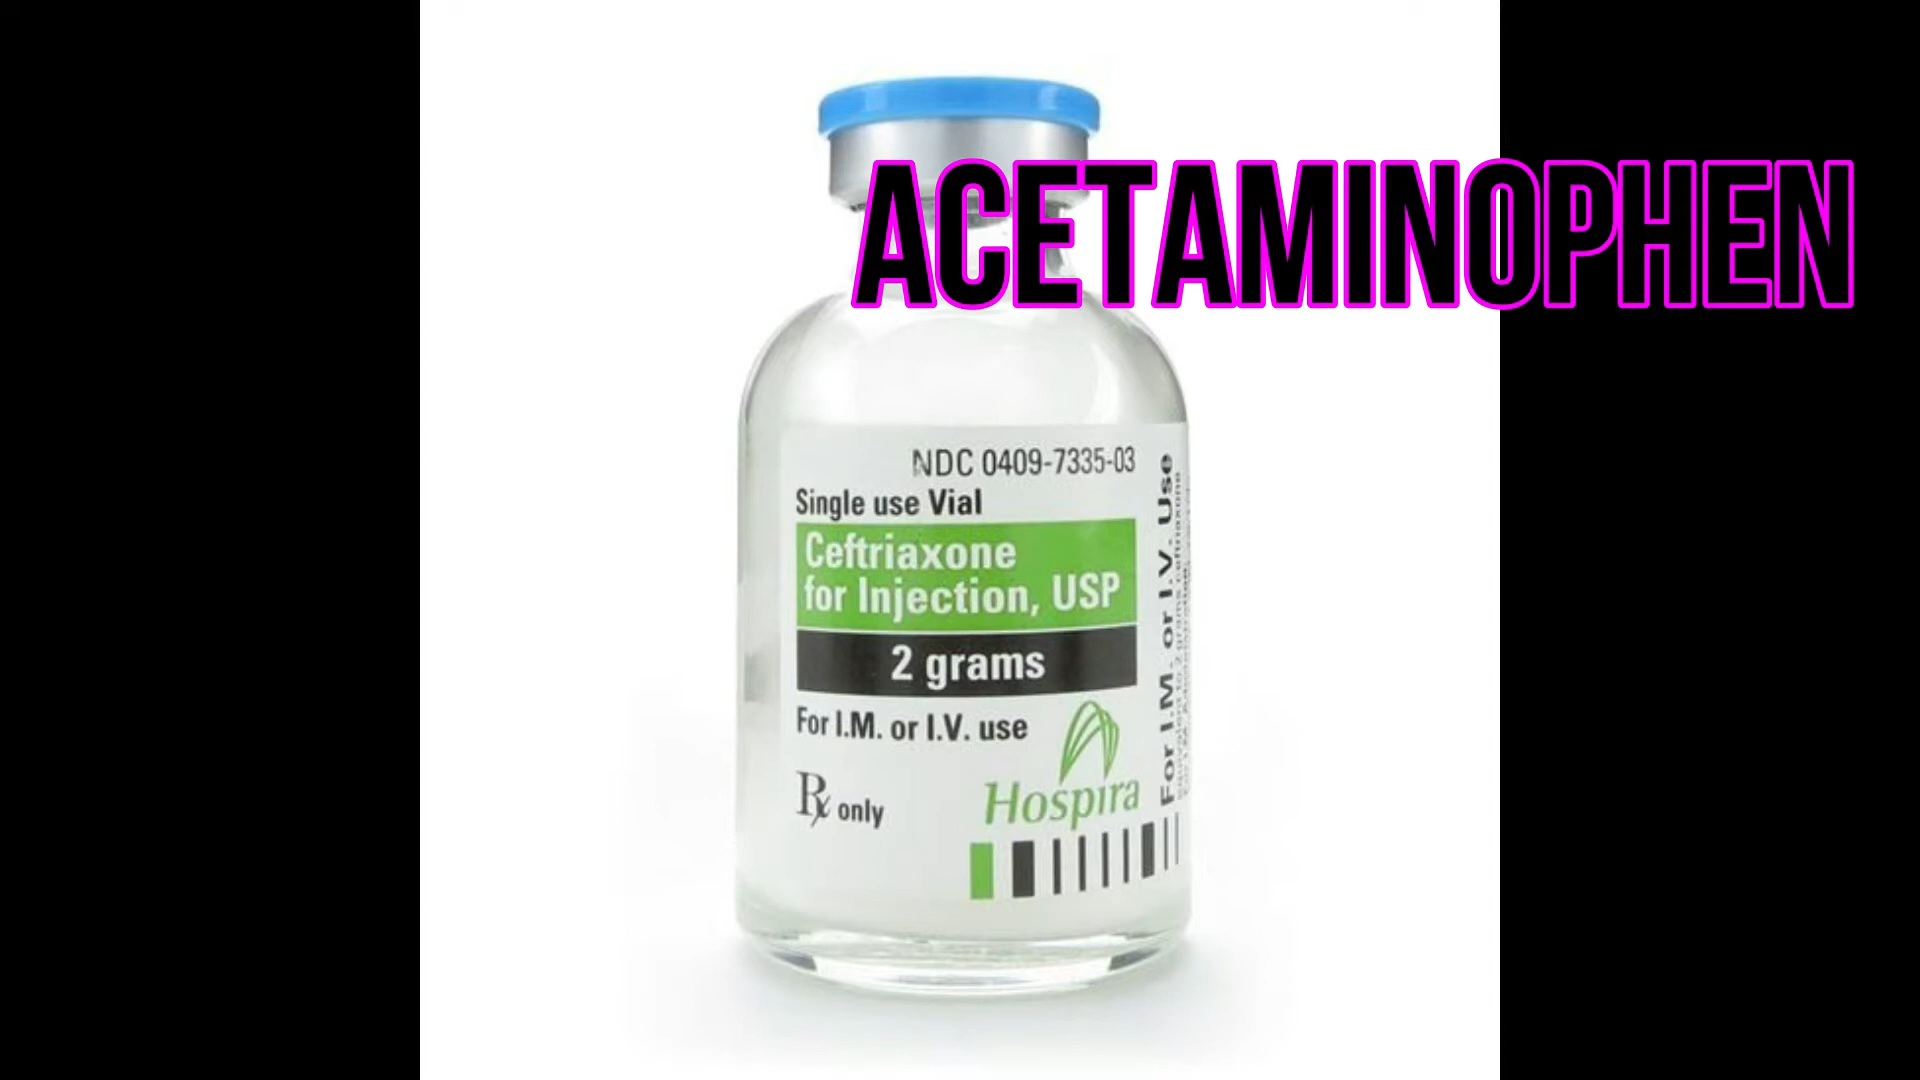 ACETAMINOPHEN
NDC 0409-7335-03
Single use Vial
Ceftriaxone
for Injection, USP
2 grams
For I.M. or I.V. use
Rx only
Hospira
For I.M. or I.V. Use